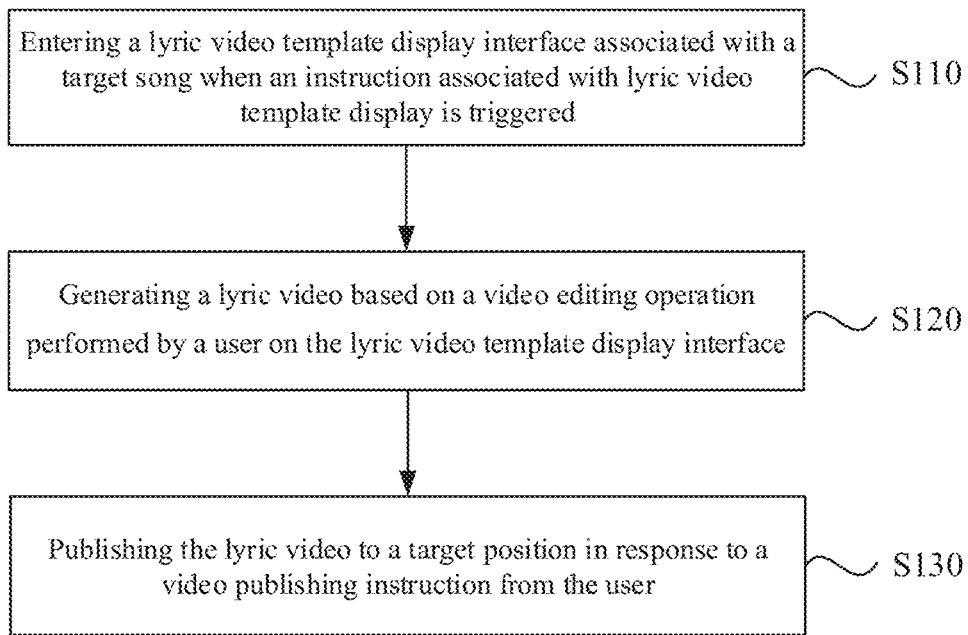 Entering a lyric video template display interface associated with a
target song when an instruction associated with lyric video
template display is triggered
S110
Generating a lyric video based on a video editing operation
performed by a user on the lyric video template display interface
S120
Publishing the lyric video to a target position in response to a
video publishing instruction from the user
S130